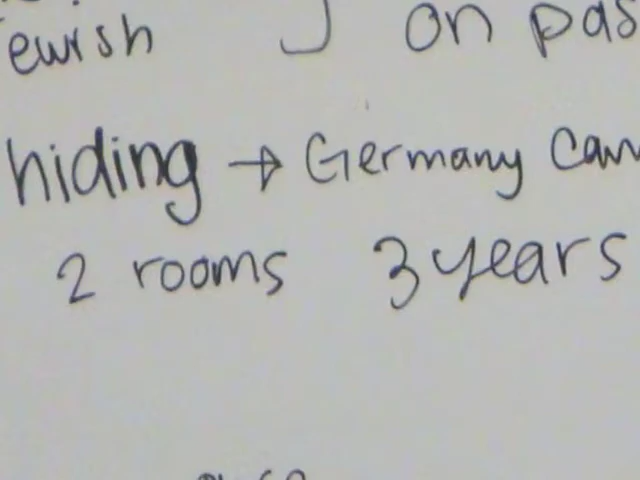 ewish J on pas
hiding → Germany Cam
2 rooms 3 years